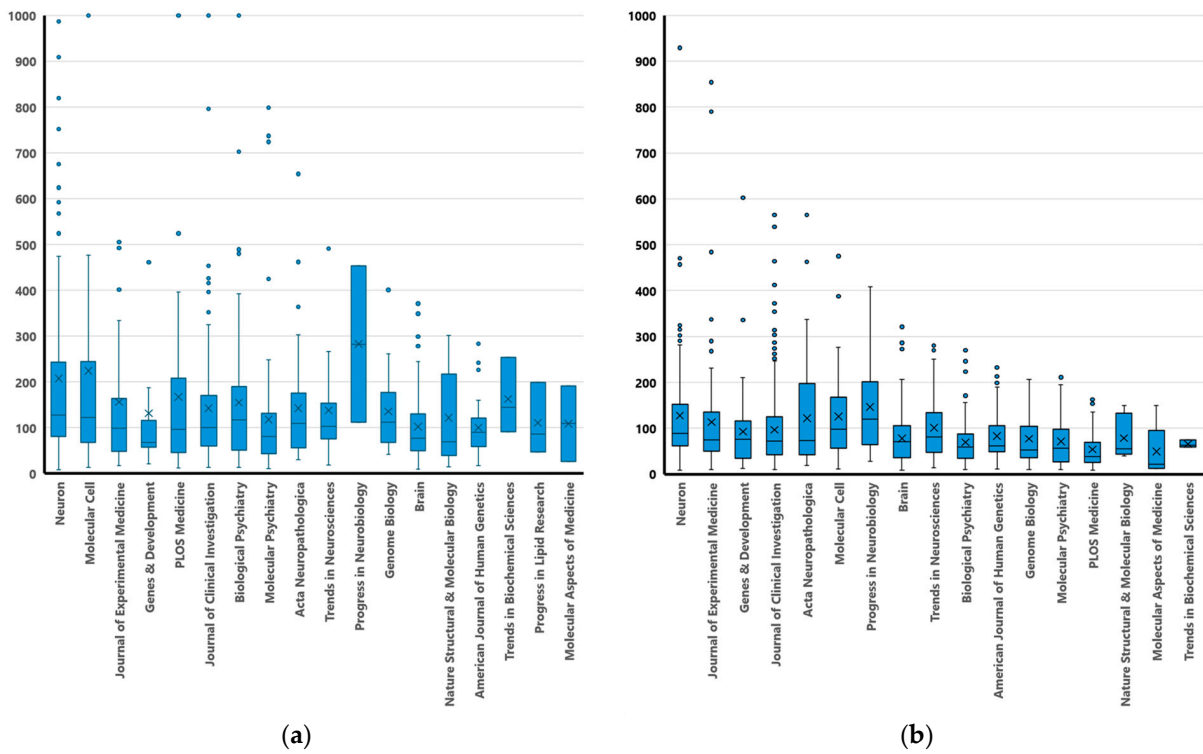 1000
900
800
700
600
500
400
300
200
100
0
Neuron
Molecular Cell
Journal of Experimental Medicine
Genes & Development
PLOS Medicine
Journal of Clinical Investigation
Biological Psychiatry
Molecular Psychiatry
Acta Neuropathologica
Trends in Neurosciences
Progress in Neurobiology
Genome Biology
Brain
Nature Structural & Molecular Biology
American Journal of Human Genetics
Trends in Biochemical Sciences
Progress in Lipid Research
Molecular Aspects of Medicine
(a)
1000
900
800
700
600
500
400
300
200
100
0
Neuron
Journal of Experimental Medicine
Genes & Development
Journal of Clinical Investigation
Acta Neuropathologica
Molecular Cell
Progress in Neurobiology
Brain
Trends in Neurosciences
Biological Psychiatry
American Journal of Human Genetics
Genome Biology
Molecular Psychiatry
PLOS Medicine
Nature Structural & Molecular Biology
Molecular Aspects of Medicine
Trends in Biochemical Sciences
(b)